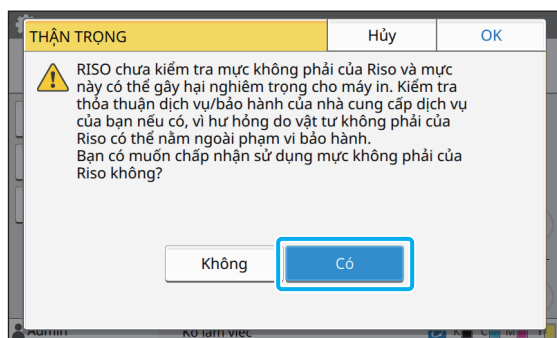 THẬN TRỌNG
Hủy
OK
RISO chưa kiểm tra mực không phải của Riso và mực
này có thể gây hại nghiêm trọng cho máy in. Kiểm tra
thỏa thuận dịch vụ/bảo hành của nhà cung cấp dịch vụ
của bạn nếu có, vì hư hỏng do vật tư không phải của
Riso có thể nằm ngoài phạm vi bảo
hành.
Bạn có muốn chấp nhận sử dụng mực không phải của
Riso không?
Không
Có
Admin
Ko làm việc
K
C
M
Y